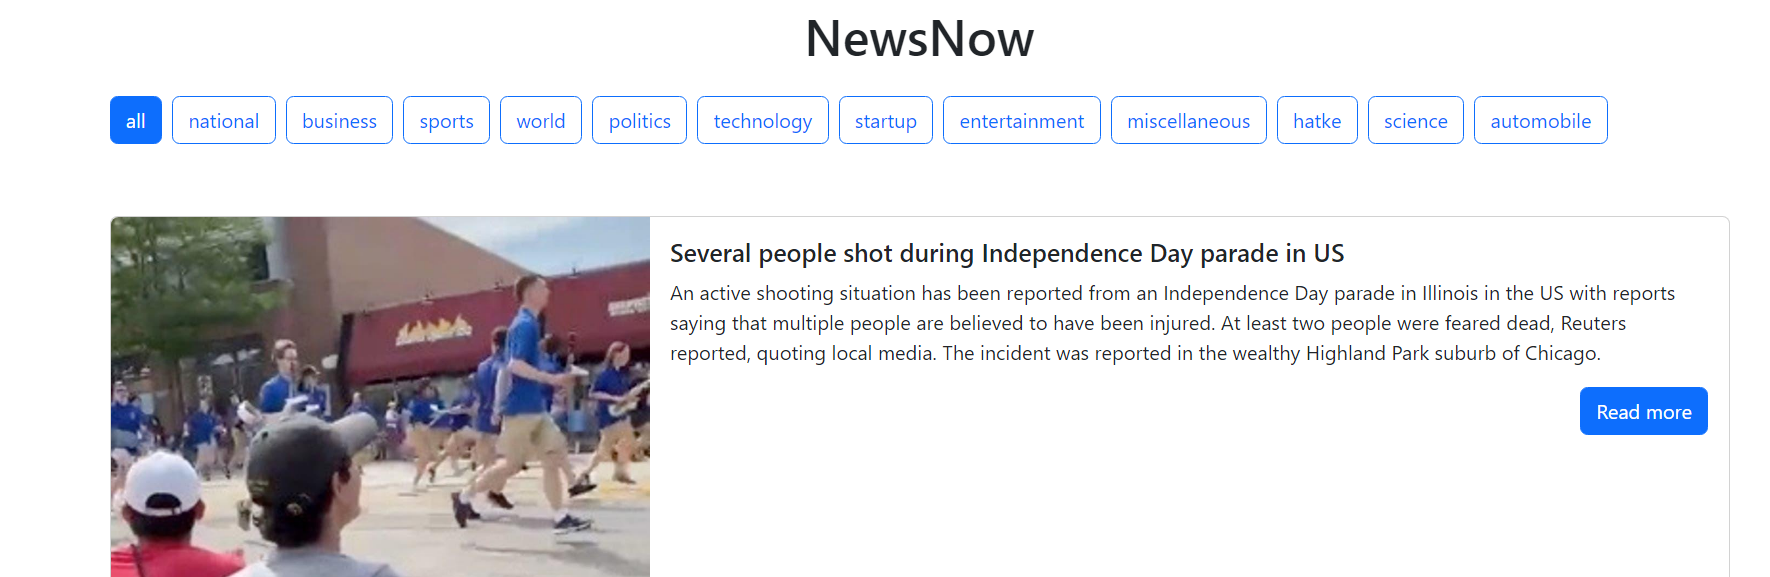 NewsNow
all national business sports world politics technology startup entertainment miscellaneous hatke science automobile
Several people shot during Independence Day parade in US
An active shooting situation has been reported from an Independence Day parade in Illinois in the US with reports
saying that multiple people are believed to have been injured. At least two people were feared dead, Reuters
reported, quoting local media. The incident was reported in the wealthy Highland Park suburb of Chicago.
Read more